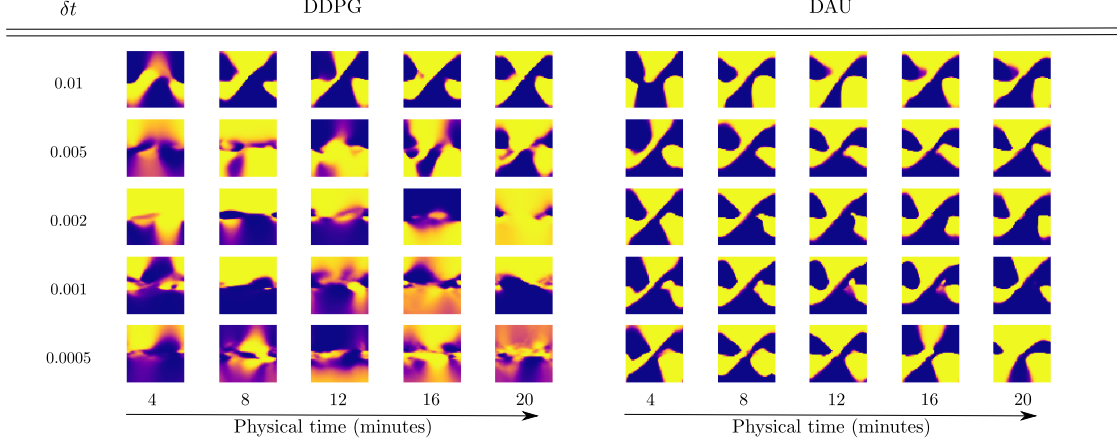 δt DDPG DAU
0.01
0.005
0.002
0.001
0.0005
4 8 12 16 20 4 8 12 16 20
Physical time (minutes) Physical time (minutes)